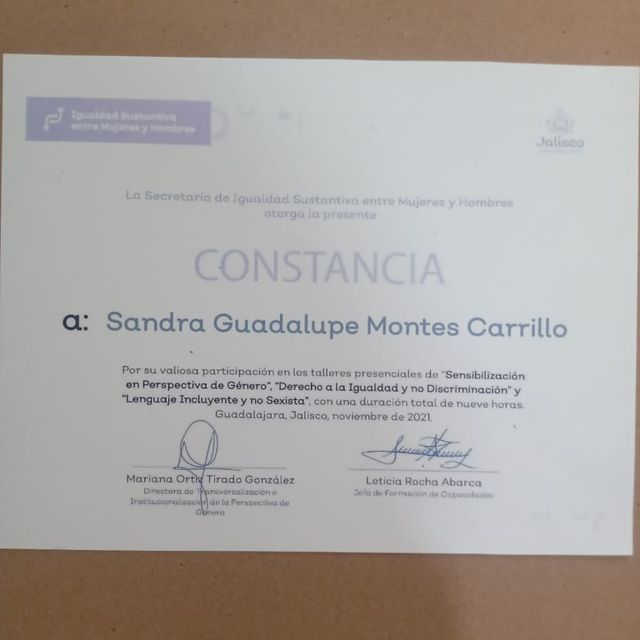 Igualdad Sustantiva
entre Mujeres y Hombres
Jalisco
La Secretaría de Igualdad Sustantiva entre Mujeres y Hombres
otorga la presente
CONSTANCIA
a: Sandra Guadalupe Montes Carrillo
Por su valiosa participación en los talleres presenciales de "Sensibilización
en Perspectiva de Género", "Derecho a la Igualdad y no Discriminación" y
"Lenguaje Incluyente y no Sexista", con una duración total de nueve horas.
Guadalajara, Jalisco, noviembre de 2021.
Mariana Ortiz Tirado González
Directora de Transversalización e
Institucionalización de la Perspectiva de
Género
Leticia Rocha Abarca
Jefa de Formación de Capacidades